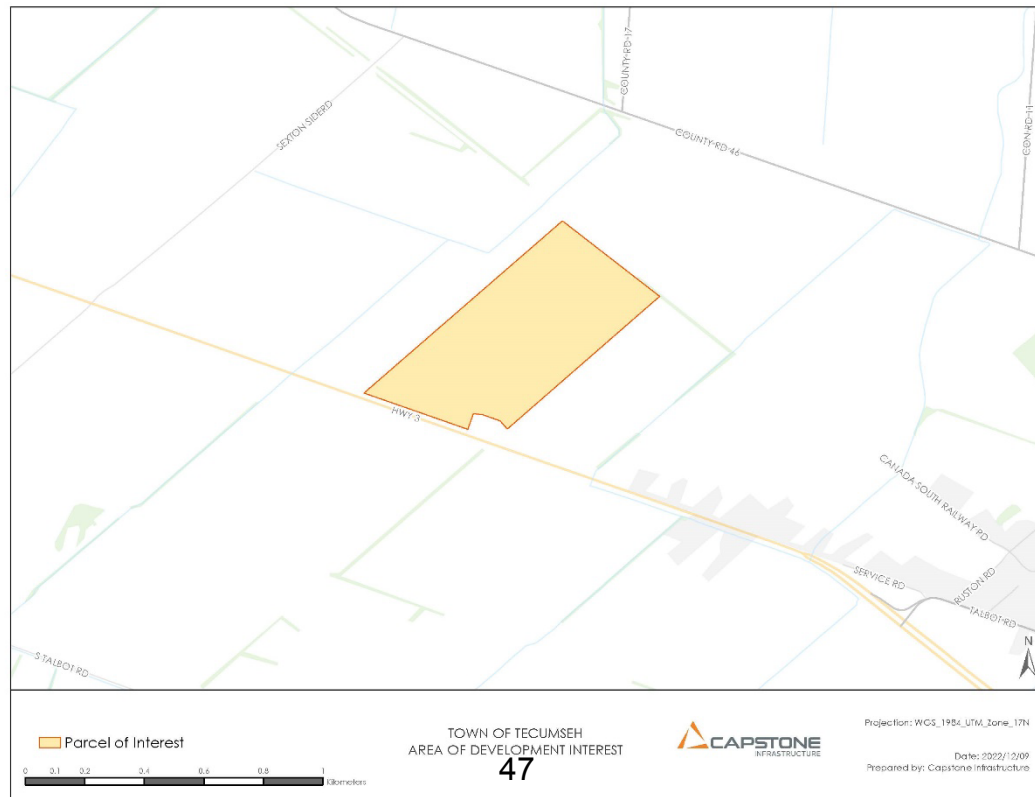 COUNTY-RD-17
SEXTON SIDERD
COUNTY-RD-46
CON-RD-11
HWY 3
CANADA SOUTH RAILWAY PD
SERVICE RD
RUSTON RD
TALBOT-RD
S TALBOT RD
N
Parcel of Interest
0 0.1 0.2 0.4 0.6 0.8 1
Kilometers
TOWN OF TECUMSEH
AREA OF DEVELOPMENT INTEREST
47
CAPSTONE
INFRASTRUCTURE
Projection: WGS_1984_UTM_Zone_17N
Date: 2022/12/09
Prepared by: Capstone Infrastructure